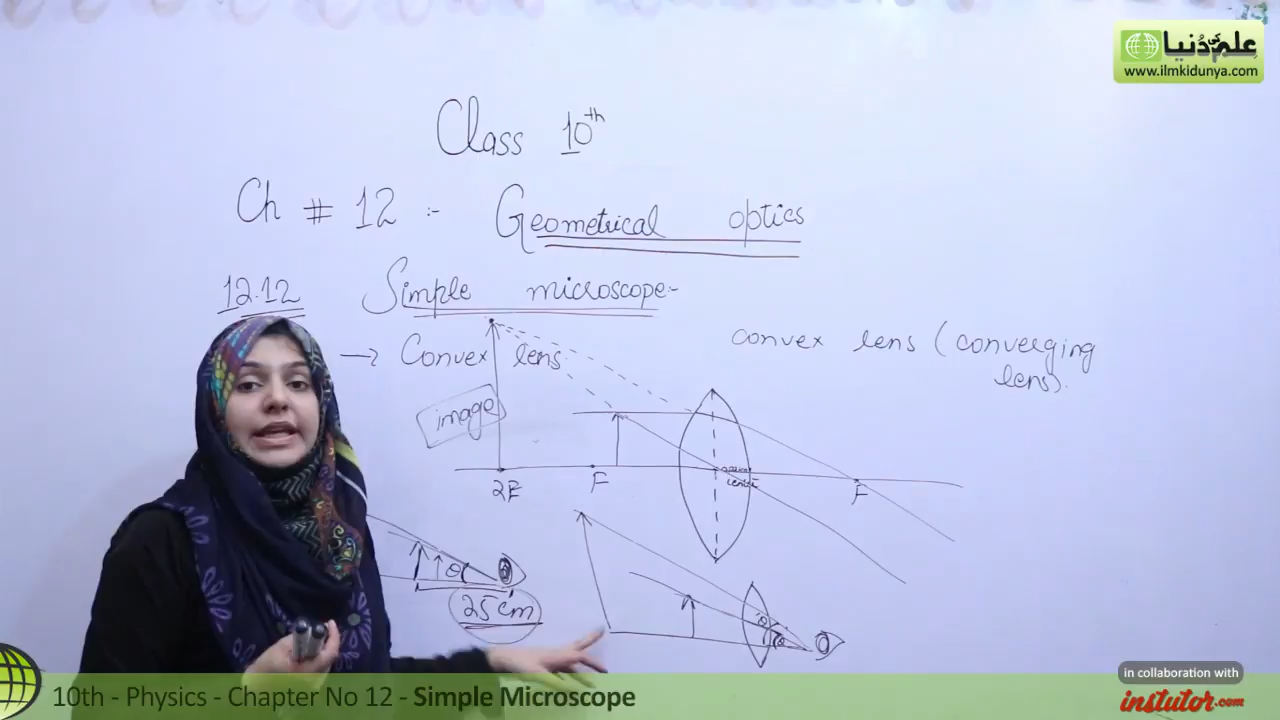 علم کی دُنیا
www.ilmkidunya.com
Class 10th
Ch # 12 :- Geometrical optics
12.12 Simple microscope:-
→ Convex lens
convex lens (converging
lens).
image
2F F F
θ
25 cm
θ
10th - Physics - Chapter No 12 - Simple Microscope
in collaboration with
instutor.com